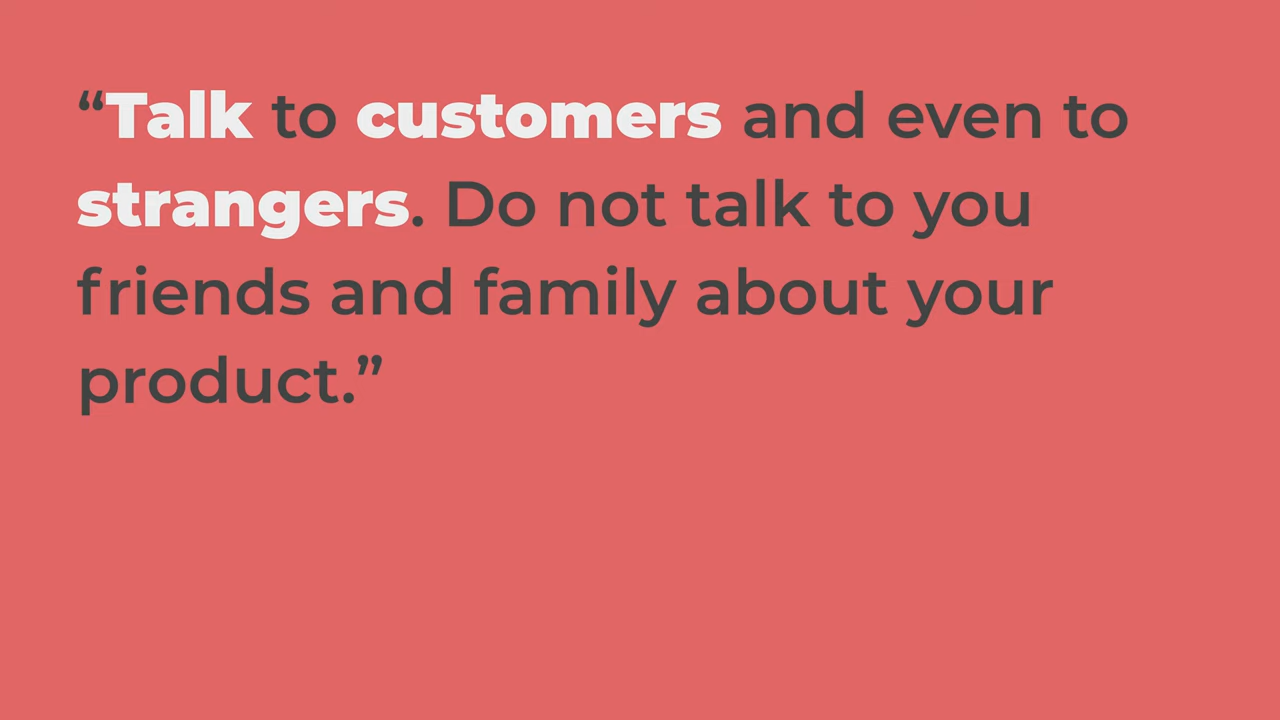 “Talk to customers and even to
strangers. Do not talk to you
friends and family about your
product.”